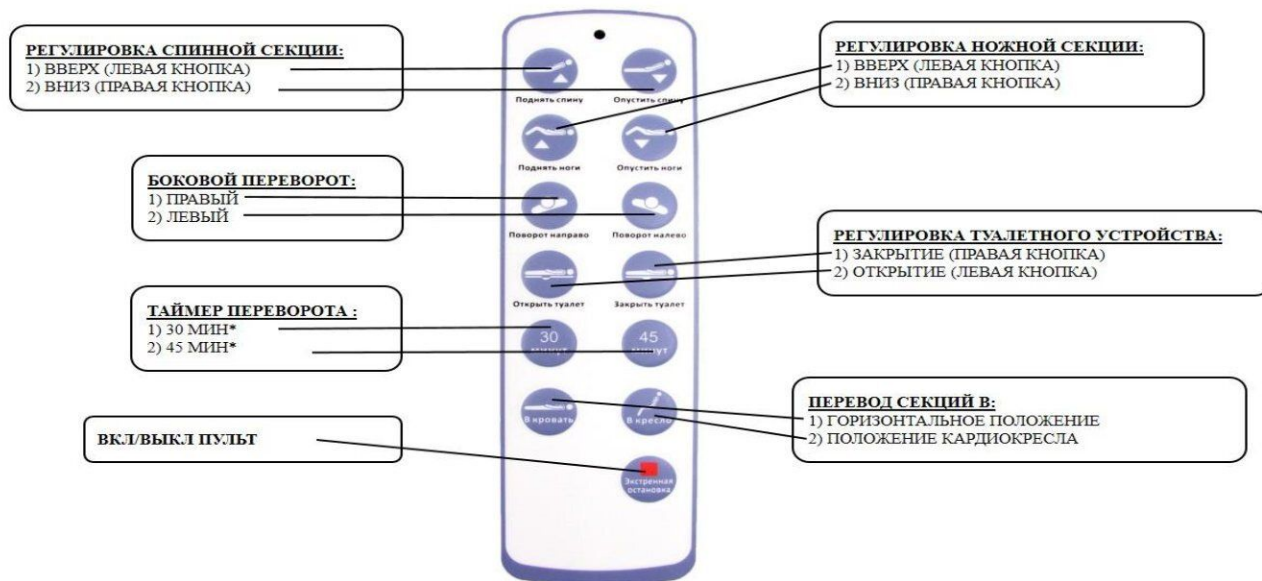 РЕГУЛИРОВКА СПИННОЙ СЕКЦИИ:
1) ВВЕРХ (ЛЕВАЯ КНОПКА)
2) ВНИЗ (ПРАВАЯ КНОПКА)
РЕГУЛИРОВКА НОЖНОЙ СЕКЦИИ:
1) ВВЕРХ (ЛЕВАЯ КНОПКА)
2) ВНИЗ (ПРАВАЯ КНОПКА)
БОКОВОЙ ПЕРЕВОРОТ:
1) ПРАВЫЙ
2) ЛЕВЫЙ
РЕГУЛИРОВКА ТУАЛЕТНОГО УСТРОЙСТВА:
1) ЗАКРЫТИЕ (ПРАВАЯ КНОПКА)
2) ОТКРЫТИЕ (ЛЕВАЯ КНОПКА)
ТАЙМЕР ПЕРЕВОРОТА :
1) 30 МИН*
2) 45 МИН*
ПЕРЕВОД СЕКЦИЙ В:
1) ГОРИЗОНТАЛЬНОЕ ПОЛОЖЕНИЕ
2) ПОЛОЖЕНИЕ КАРДИОКРЕСЛА
ВКЛ/ВЫКЛ ПУЛЬТ
Поднять спину
Опустить спину
Поднять ноги
Опустить ноги
Поворот направо
Поворот налево
Открыть туалет
Закрыть туалет
30
минут
45
минут
В кровать
В кресло
Экстренная
остановка